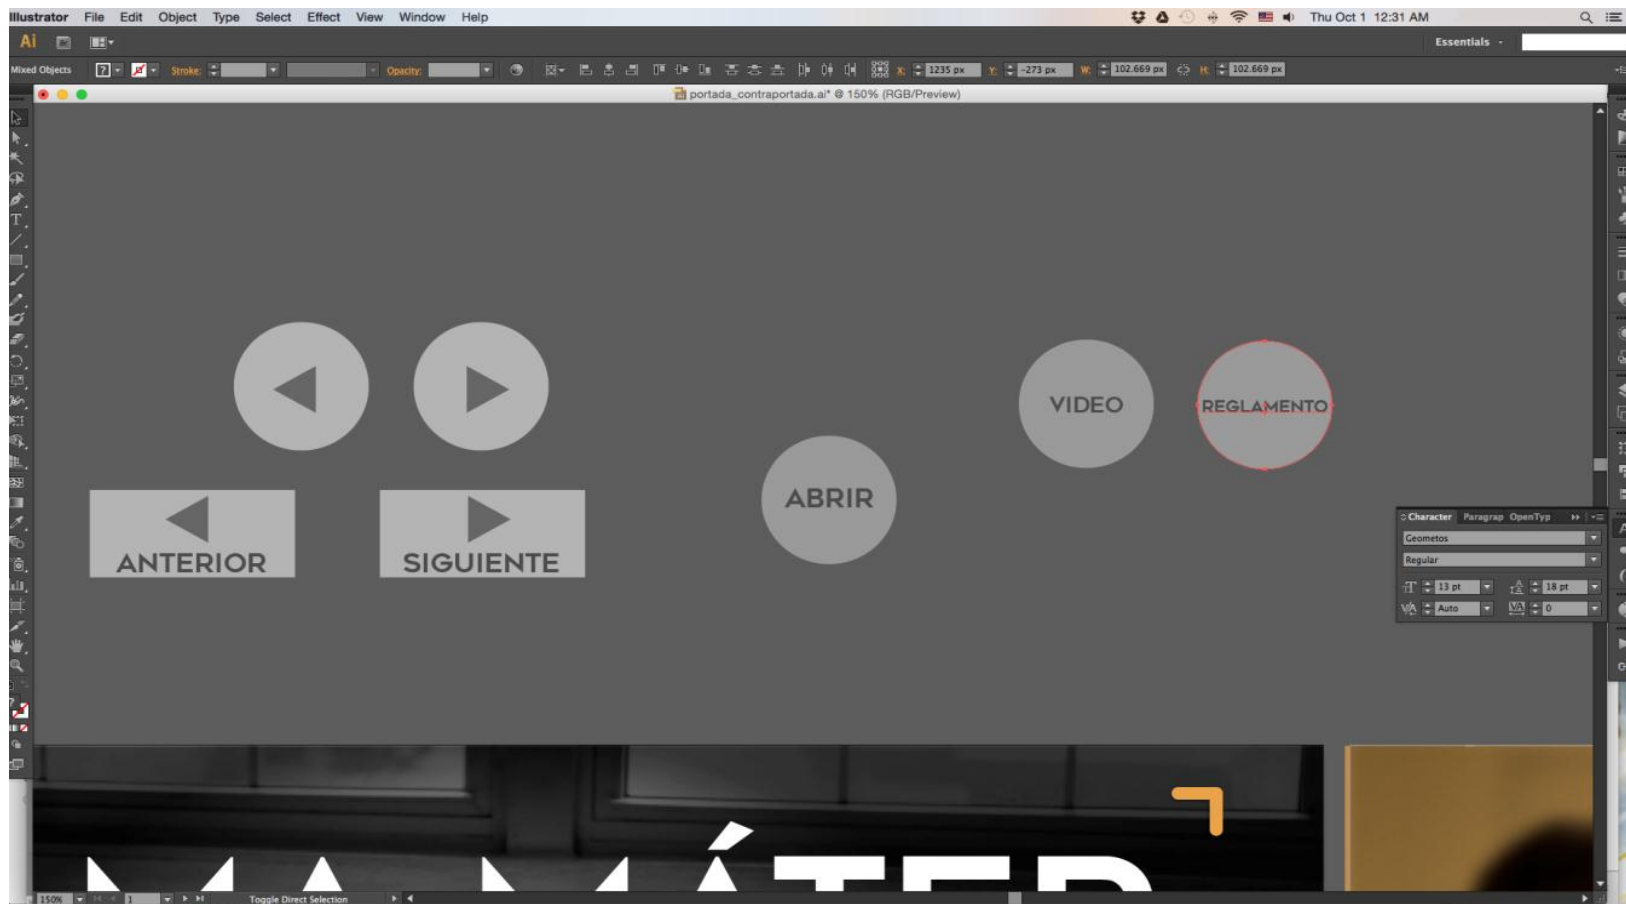 Illustrator File Edit Object Type Select Effect View Window Help
Thu Oct 1 12:31 AM
Ai
Essentials
Mixed Objects
?
Stroke:
Opacity:
X: 1235 px
Y: -273 px
W: 102.669 px
H: 102.669 px
portada_contraportada.ai* @ 150% (RGB/Preview)
VIDEO
REGLAMENTO
ABRIR
ANTERIOR
SIGUIENTE
Character Paragrap OpenTyp
Geometos
Regular
13 pt
18 pt
Auto
0
MA MÁTER
150%
1
Toggle Direct Selection